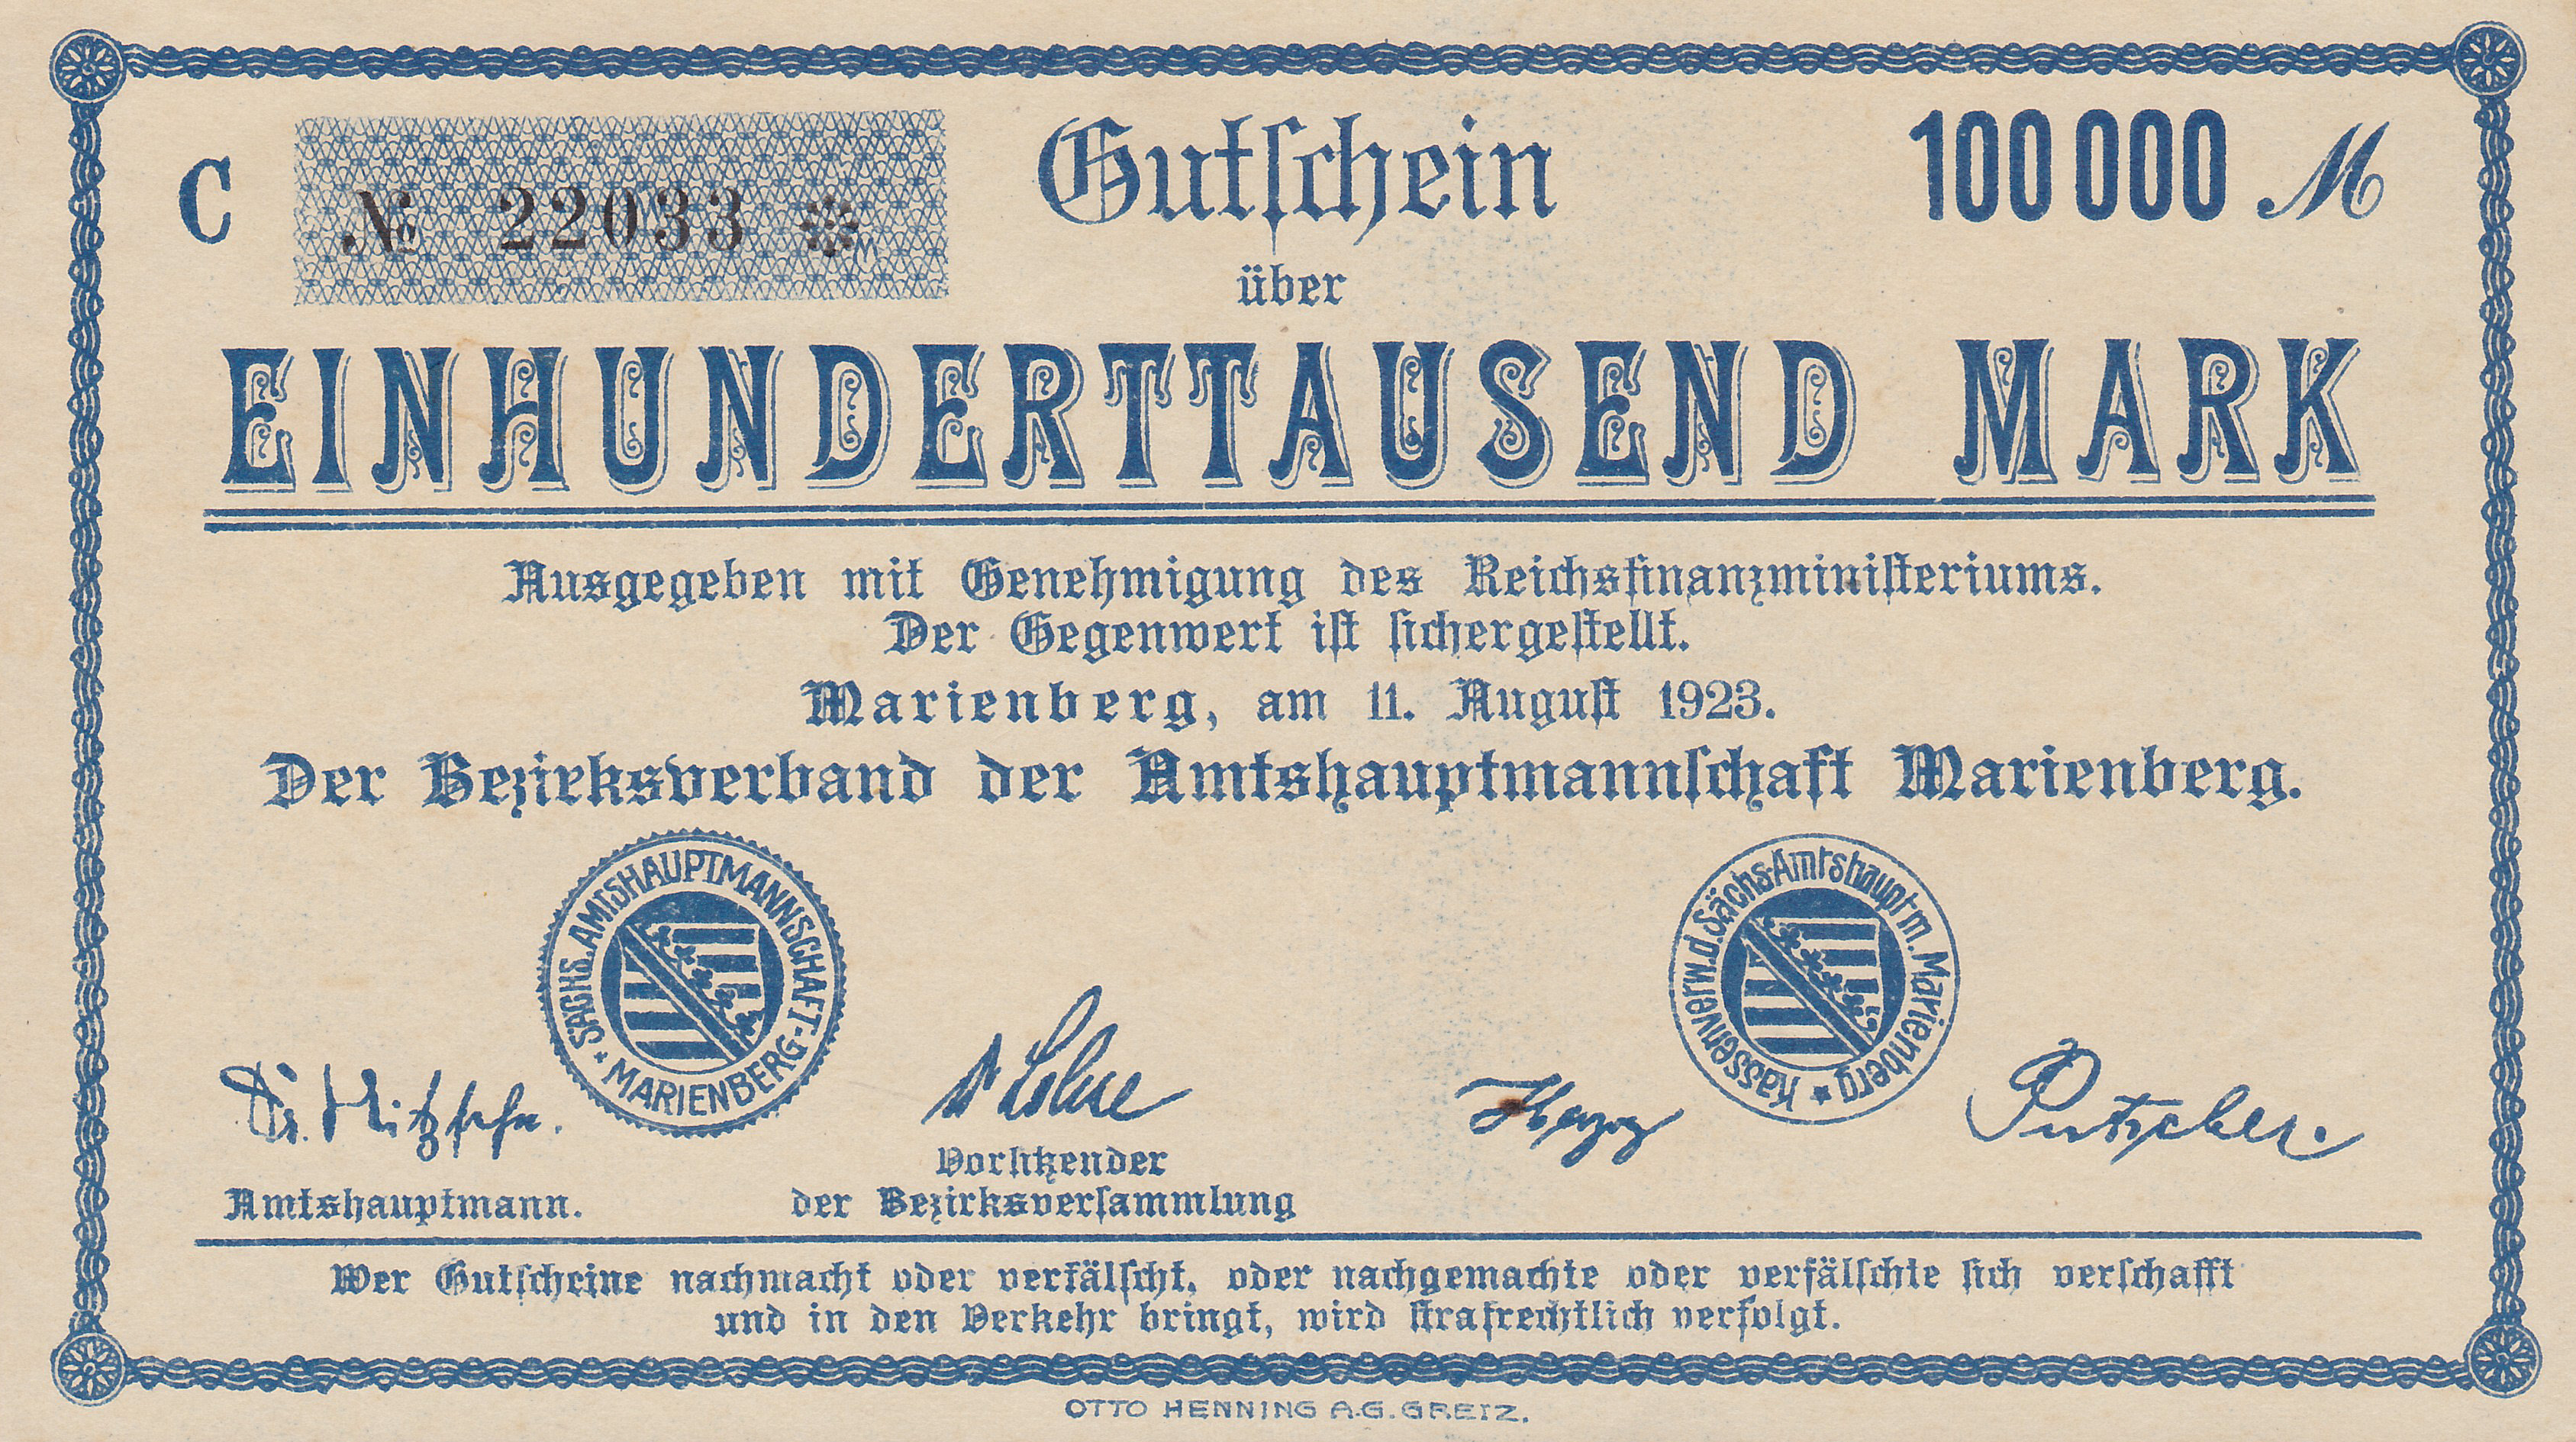 C № 22033 Gutschein 100 000 M
über
EINHUNDERTTAUSEND MARK
Ausgegeben mit Genehmigung des Reichsfinanzministeriums.
Der Gegenwert ist sichergestellt.
Marienberg, am 11. August 1923.
Der Bezirksverband der Amtshauptmannschaft Marienberg.
* SÄCHS. AMTSHAUPTMANNSCHAFT- MARIENBERG-
Kassenverw. d. Sächs. Amtshauptm. Marienberg *
Dr.
Herzog
Putscher.
Amtshauptmann.
Vorsitzender
der Bezirksversammlung
Wer Gutscheine nachmacht oder verfälscht, oder nachgemachte oder verfälschte sich verschafft
und in den Verkehr bringt, wird strafrechtlich verfolgt.
OTTO HENNING A.G. GREIZ.